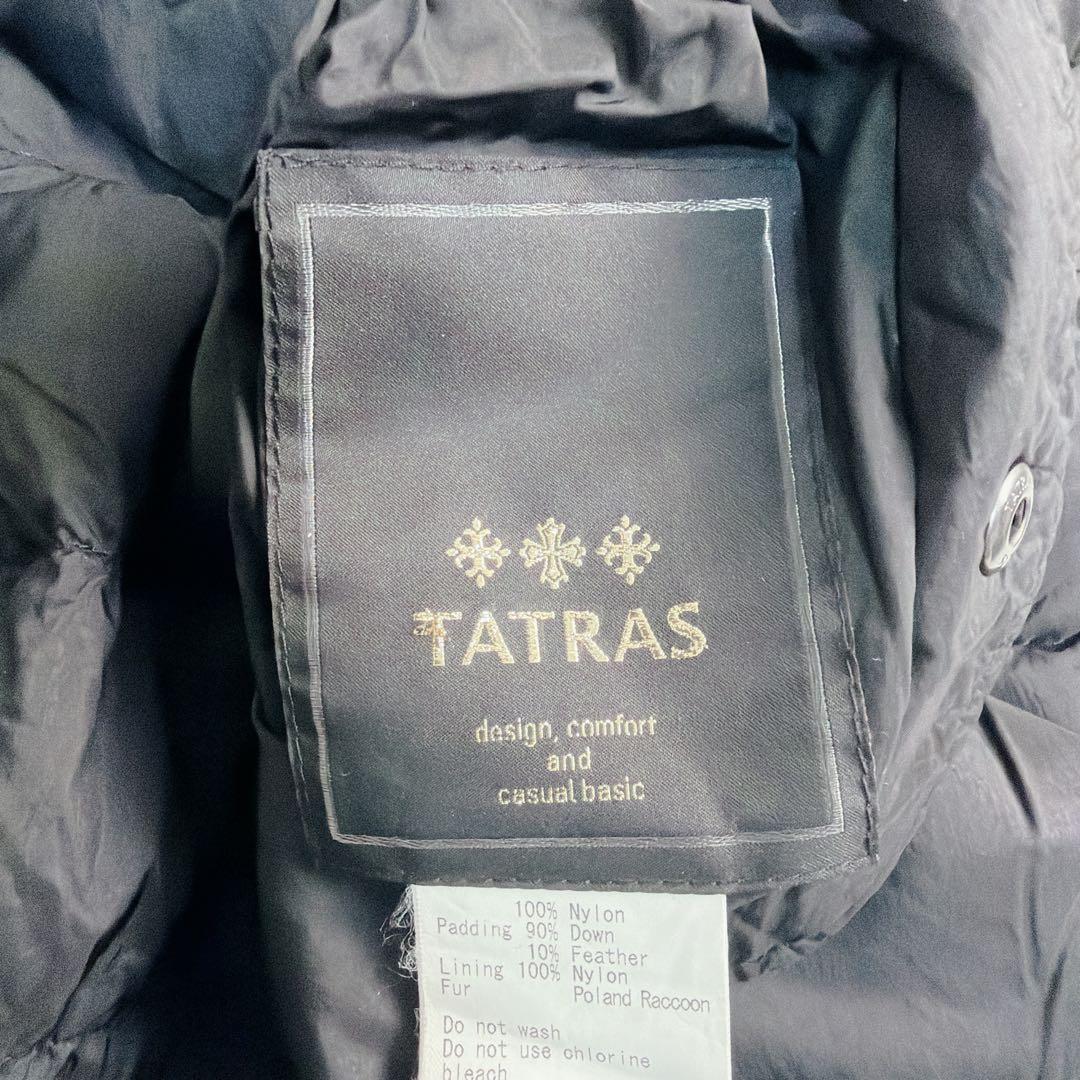 TATRAS
design, comfort
and
casual basic
100% Nylon
Padding 90% Down
10% Feather
Lining 100% Nylon
Fur Poland Raccoon
Do not wash
Do not use chlorine
bleach